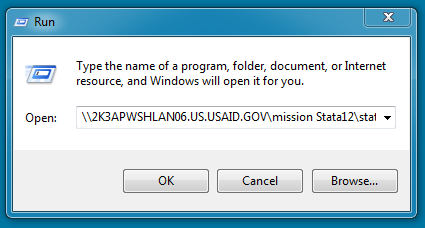 Run
Type the name of a program, folder, document, or Internet
resource, and Windows will open it for you.
Open: \\2K3APWSHLAN06.US.USAID.GOV\mission Stata12\stat
OK Cancel Browse...